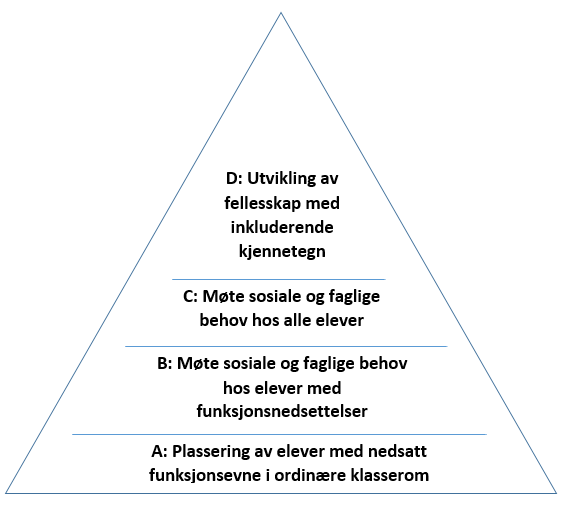 D: Utvikling av
fellesskap med
inkluderende
kjennetegn
C: Møte sosiale og faglige
behov hos alle elever
B: Møte sosiale og faglige behov
hos elever med
funksjonsnedsettelser
A: Plassering av elever med nedsatt
funksjonsevne i ordinære klasserom